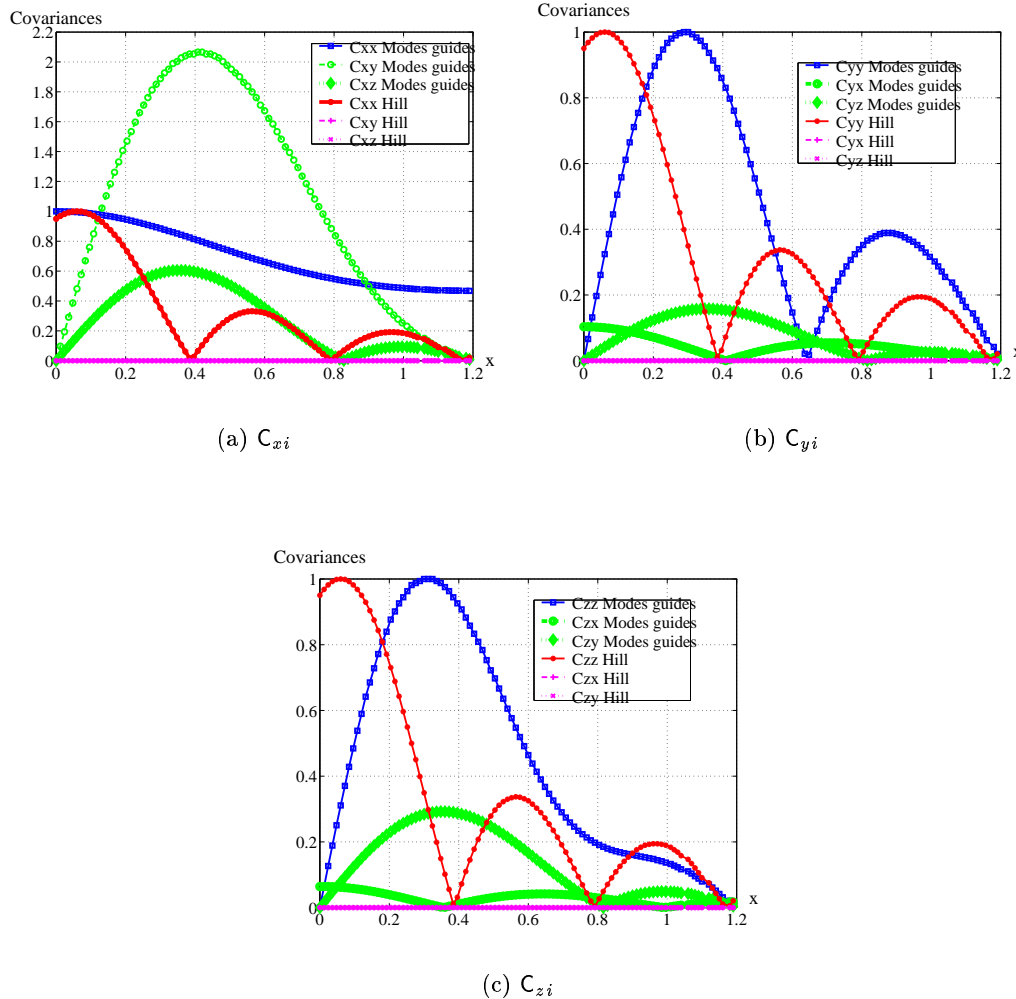 Covariances
2.2
2
1.8
1.6
1.4
1.2
1
0.8
0.6
0.4
0.2
0
0 0.2 0.4 0.6 0.8 1 1.2
x
Cxx Modes guides
Cxy Modes guides
Cxz Modes guides
Cxx Hill
Cxy Hill
Cxz Hill
(a) Cxi
Covariances
1
0.8
0.6
0.4
0.2
0
0 0.2 0.4 0.6 0.8 1 1.2
x
Cyy Modes guides
Cyx Modes guides
Cyz Modes guides
Cyy Hill
Cyx Hill
Cyz Hill
(b) Cyi
Covariances
1
0.8
0.6
0.4
0.2
0
0 0.2 0.4 0.6 0.8 1 1.2
x
Czz Modes guides
Czx Modes guides
Czy Modes guides
Czz Hill
Czx Hill
Czy Hill
(c) Czi